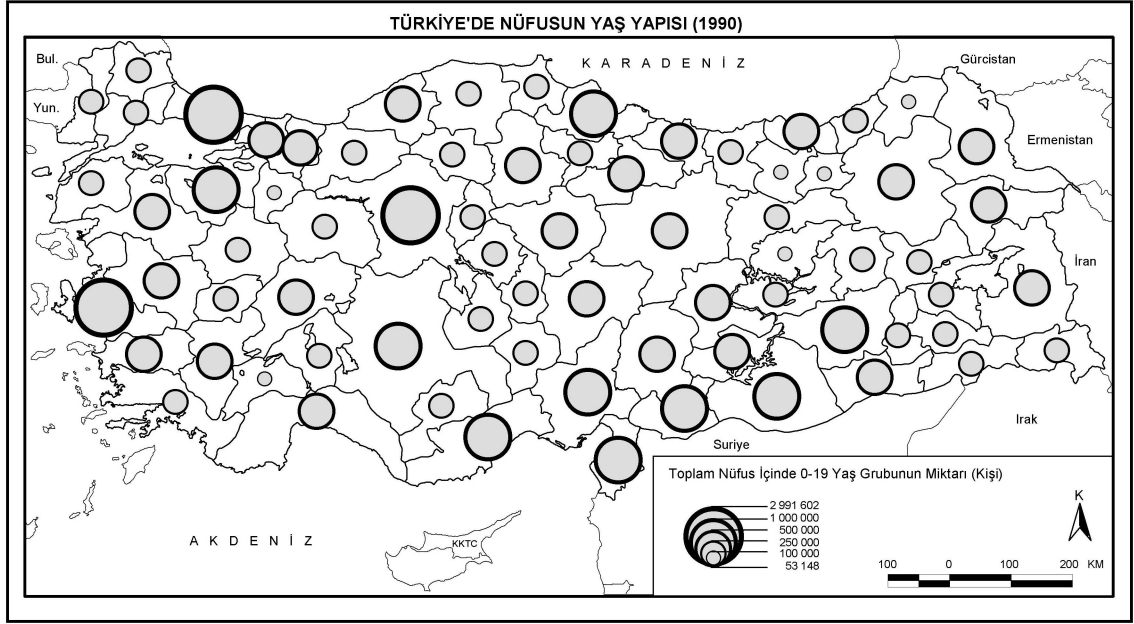 TÜRKİYE'DE NÜFUSUN YAŞ YAPISI (1990)
Bul.
K A R A D E N İ Z
Gürcistan
Yun.
Ermenistan
İran
Irak
Suriye
Toplam Nüfus İçinde 0-19 Yaş Grubunun Miktarı (Kişi)
2 991 602
1 000 000
500 000
250 000
100 000
53 148
K
A K D E N İ Z
KKTC
100 0 100 200 KM